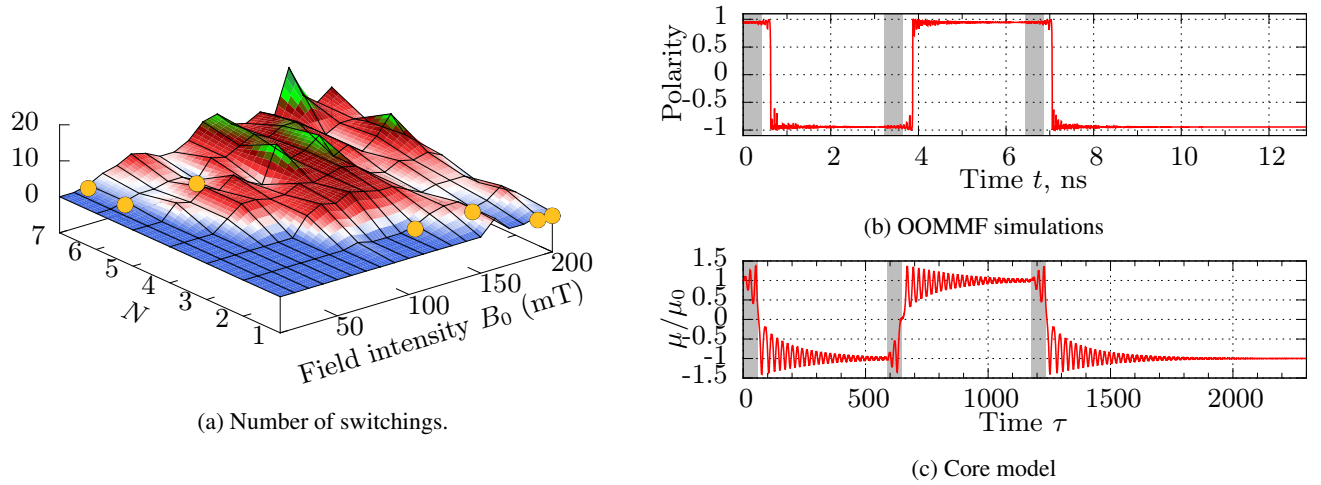 20
10
0
7
6
5
4
3
2
1
N
50
100
150
200
Field intensity B₀ (mT)
(a) Number of switchings.
1
0.5
0
-0.5
-1
Polarity
0 2 4 6 8 10 12
Time t, ns
(b) OOMMF simulations
1.5
1
0.5
0
-0.5
-1
-1.5
μ/μ₀
0 500 1000 1500 2000
Time τ
(c) Core model